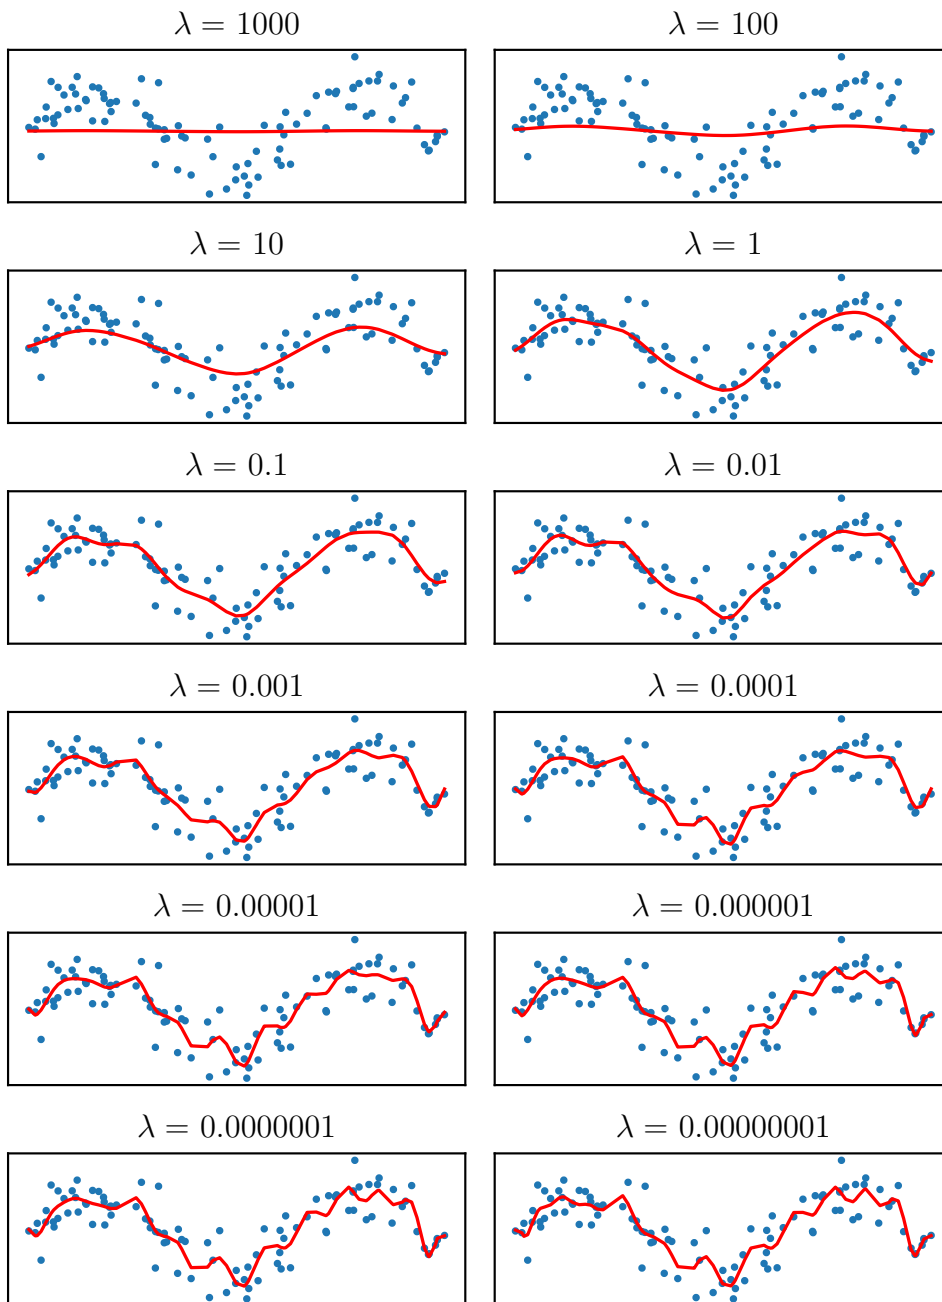 λ = 1000
λ = 100
λ = 10
λ = 1
λ = 0.1
λ = 0.01
λ = 0.001
λ = 0.0001
λ = 0.00001
λ = 0.000001
λ = 0.0000001
λ = 0.00000001